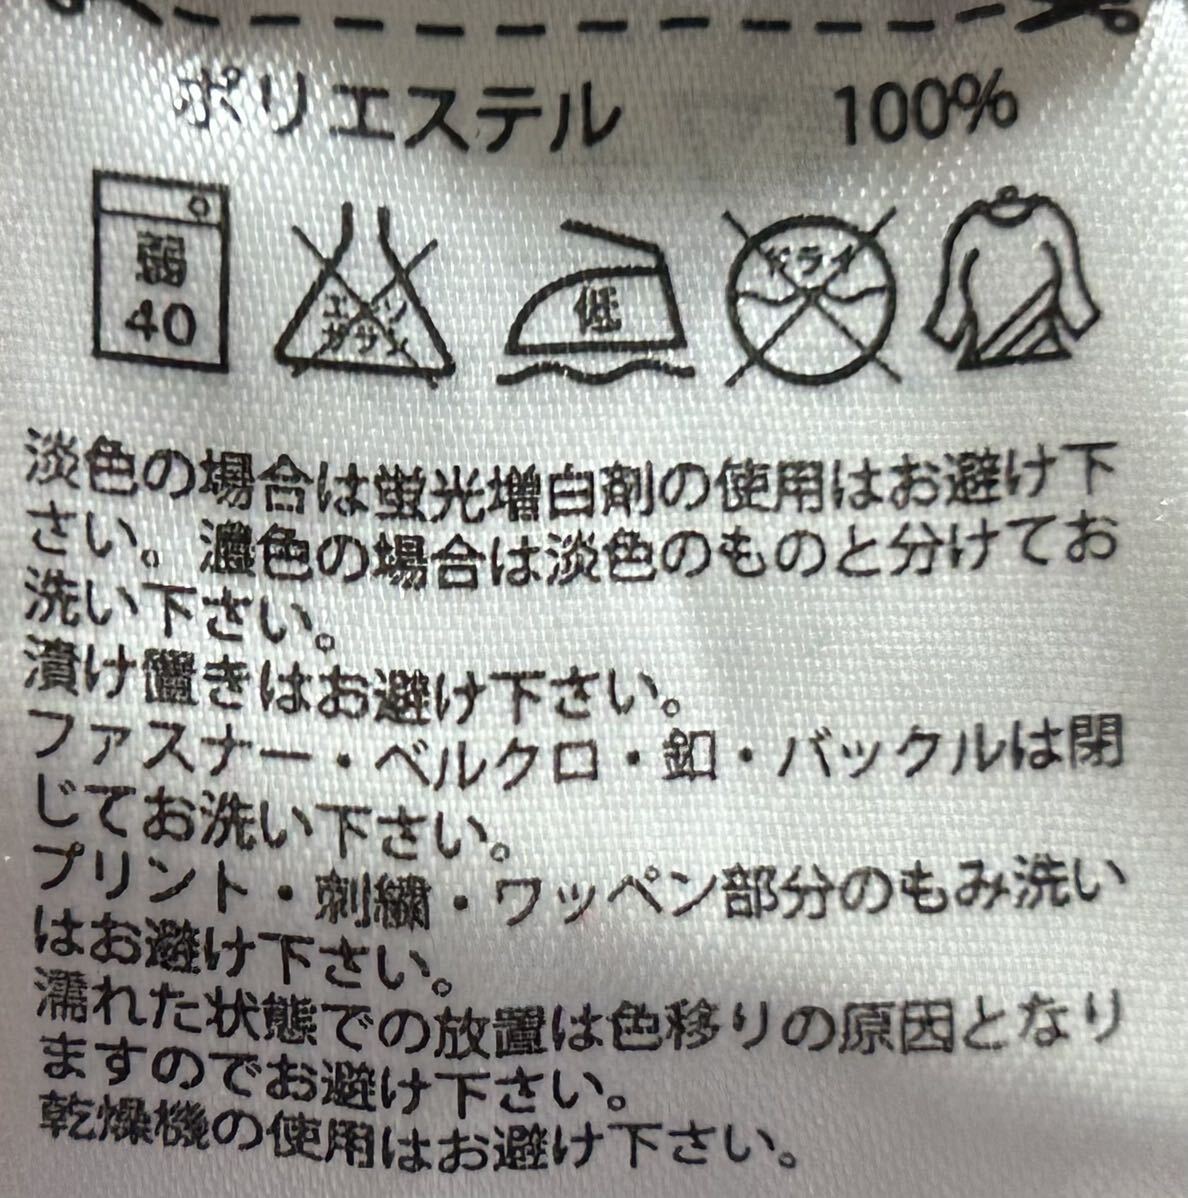 ポリエステル 100%
弱 エンソ 低 ドライ
40 サラシ
淡色の場合は蛍光増白剤の使用はお避け下
さい。濃色の場合は淡色のものと分けてお
洗い下さい。
漬け置きはお避け下さい。
ファスナー・ベルクロ・釦・バックルは閉
じてお洗い下さい。
プリント・刺繍・ワッペン部分のもみ洗い
はお避け下さい。
濡れた状態での放置は色移りの原因となり
ますのでお避け下さい。
乾燥機の使用はお避け下さい。